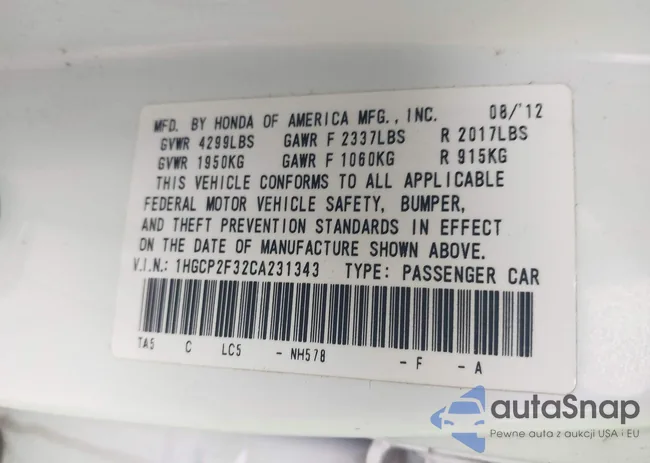 MFD. BY HONDA OF AMERICA MFG., INC. 08/'12
GVWR 4299LBS GAWR F 2337LBS R 2017LBS
GVWR 1950KG GAWR F 1060KG R 915KG
THIS VEHICLE CONFORMS TO ALL APPLICABLE
FEDERAL MOTOR VEHICLE SAFETY, BUMPER,
AND THEFT PREVENTION STANDARDS IN EFFECT
ON THE DATE OF MANUFACTURE SHOWN ABOVE.
V.I.N.: 1HGCP2F32CA231343 TYPE: PASSENGER CAR
TA5 C LC5 - NH578 - F - A
autaSnap
Pewne auta z aukcji USA i EU